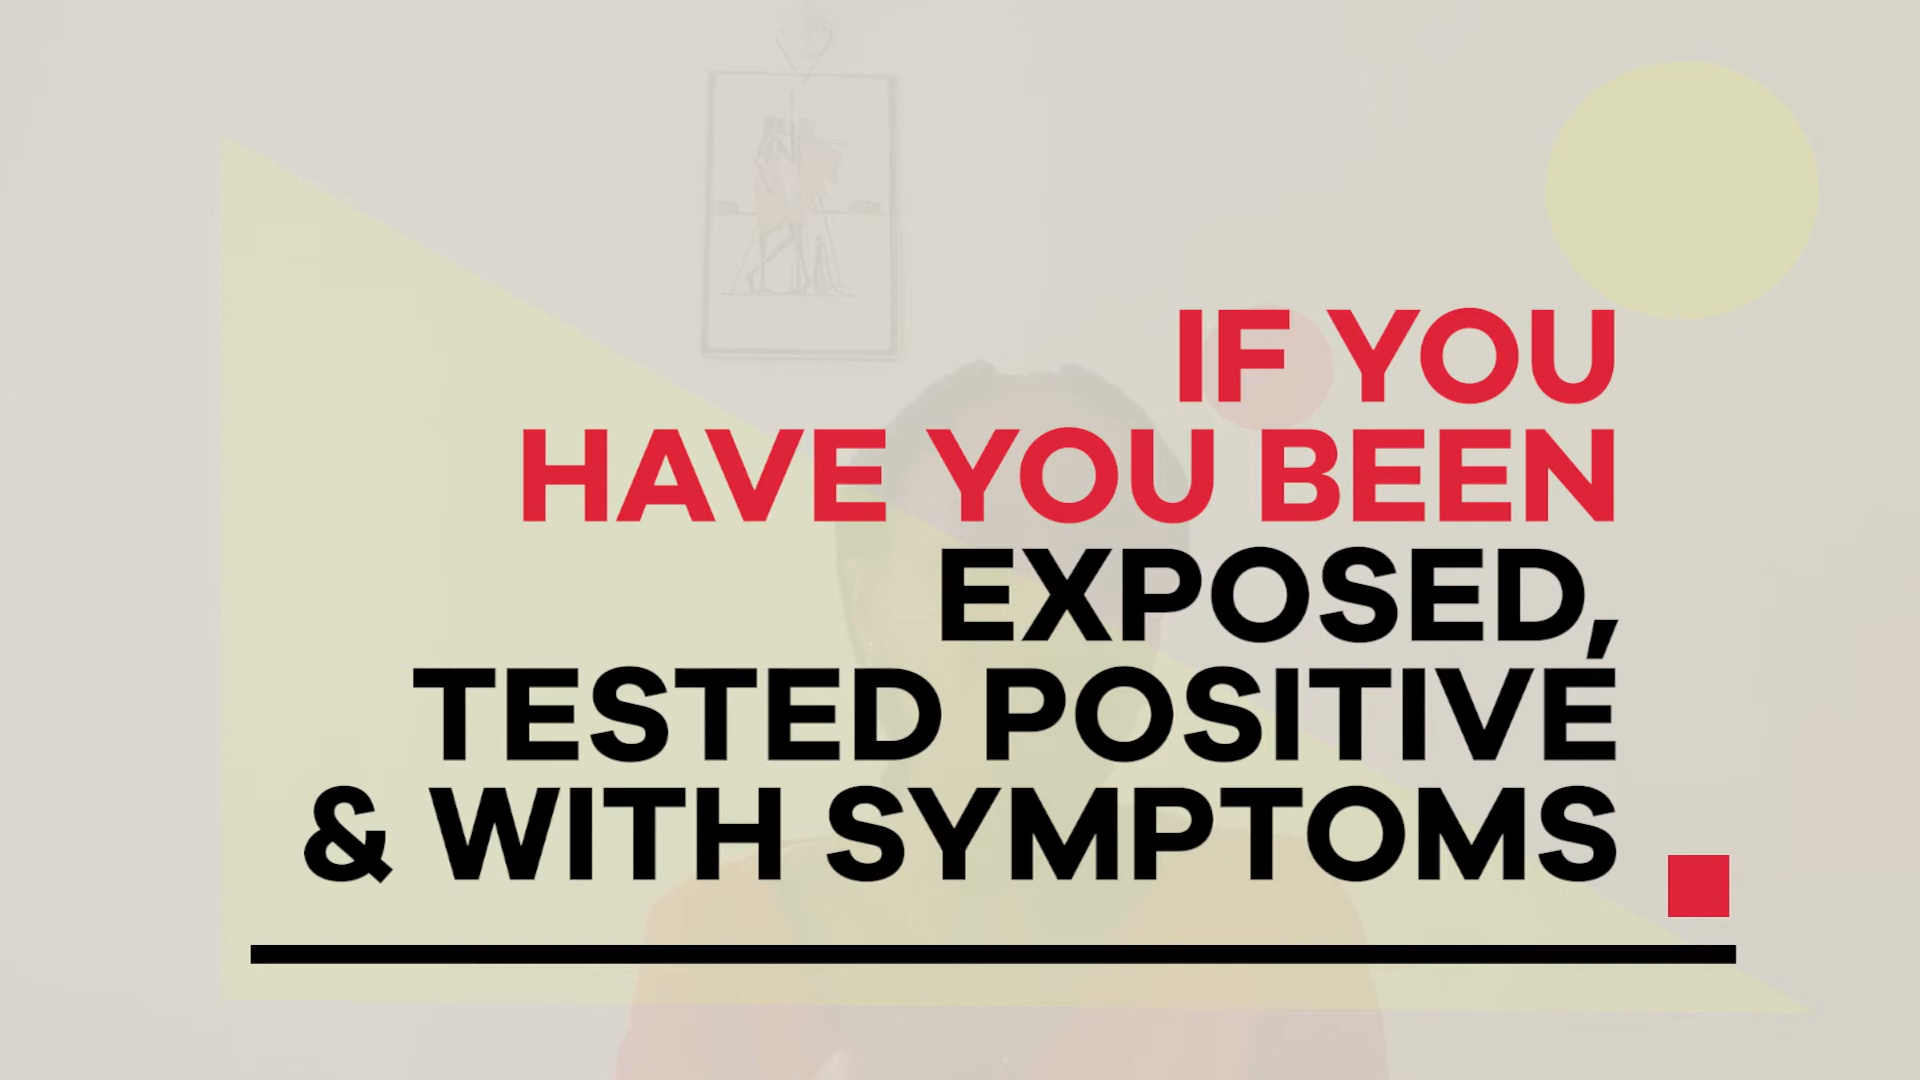 IF YOU
HAVE YOU BEEN
EXPOSED,
TESTED POSITIVE
& WITH SYMPTOMS